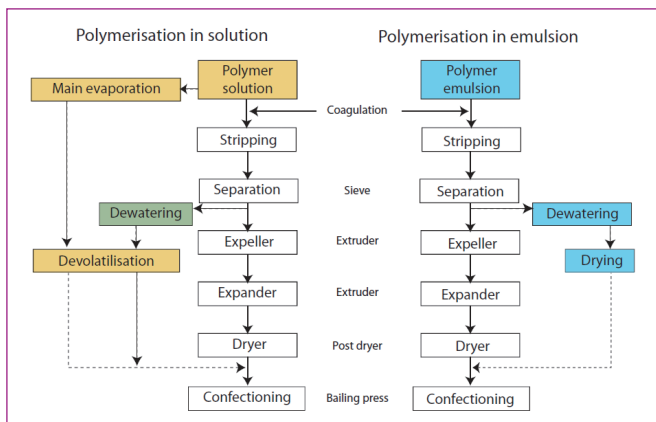 Polymerisation in solution
Polymerisation in emulsion
Main evaporation
Polymer
solution
Polymer
emulsion
Coagulation
Stripping
Stripping
Separation
Sieve
Separation
Dewatering
Dewatering
Expeller
Extruder
Expeller
Devolatilisation
Drying
Expander
Extruder
Expander
Dryer
Post dryer
Dryer
Confectioning
Bailing press
Confectioning